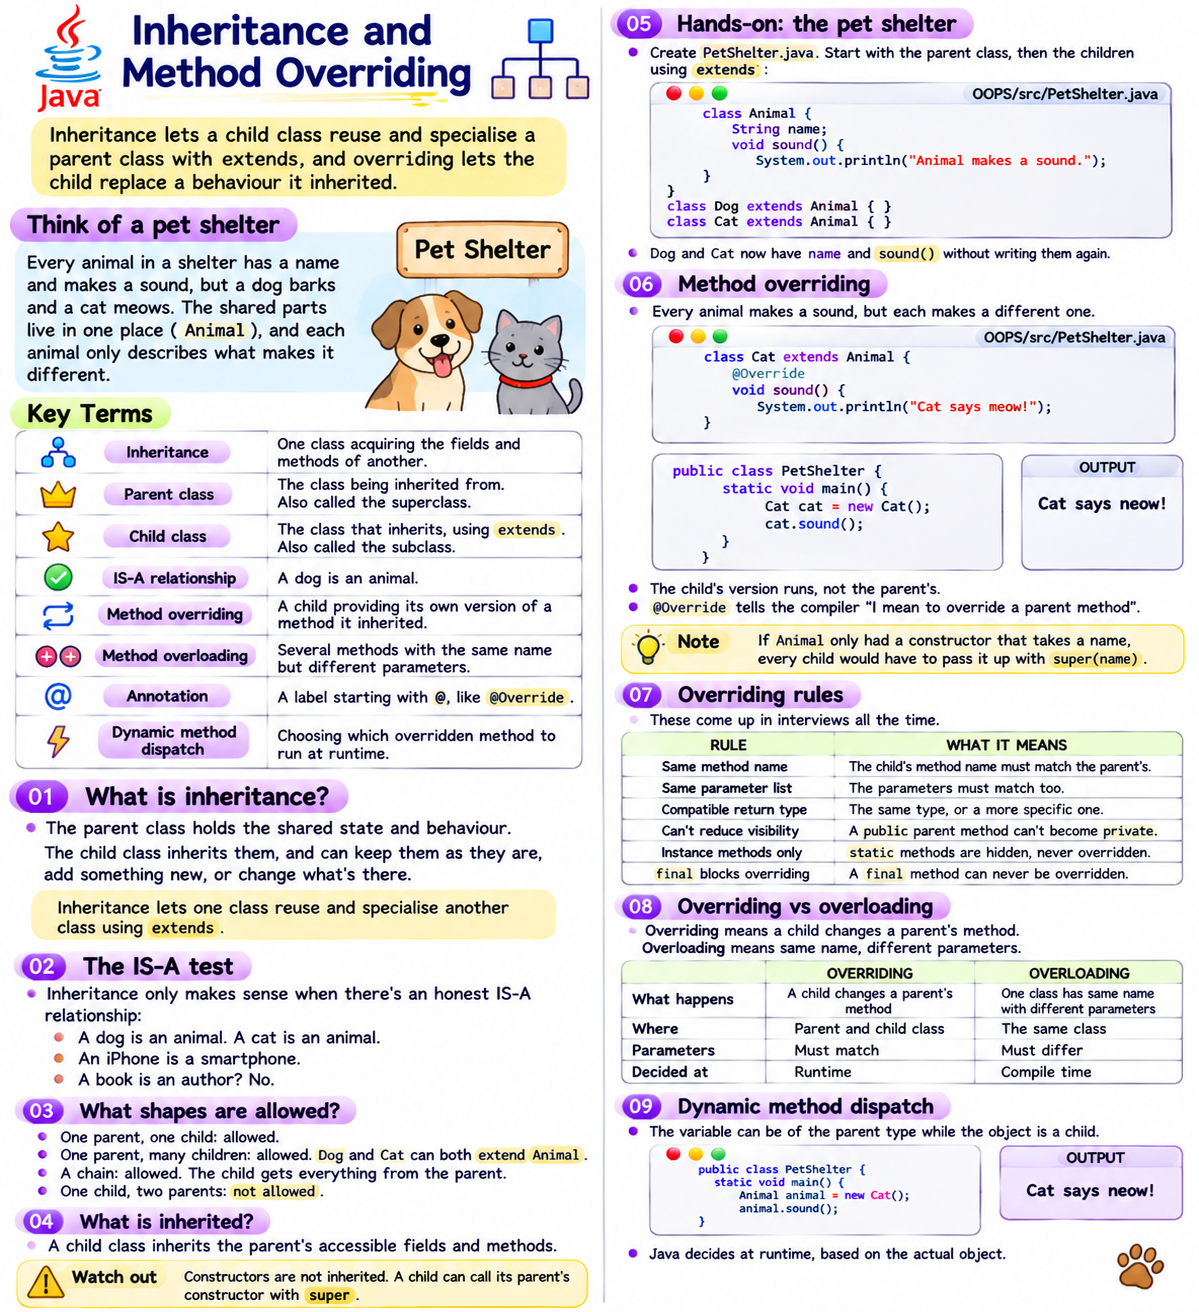 Java
Inheritance and
Method Overriding
Inheritance lets a child class reuse and specialise a
parent class with extends, and overriding lets the
child replace a behaviour it inherited.
Think of a pet shelter
Every animal in a shelter has a name
and makes a sound, but a dog barks
and a cat meows. The shared parts
live in one place ( Animal ), and each
animal only describes what makes it
different.
Pet Shelter
Key Terms
Inheritance
One class acquiring the fields and
methods of another.
Parent class
The class being inherited from.
Also called the superclass.
Child class
The class that inherits, using extends .
Also called the subclass.
IS-A relationship
A dog is an animal.
Method overriding
A child providing its own version of a
method it inherited.
Method overloading
Several methods with the same name
but different parameters.
@
Annotation
A label starting with @, like @Override .
Dynamic method
dispatch
Choosing which overridden method to
run at runtime.
01 What is inheritance?
The parent class holds the shared state and behaviour.
The child class inherits them, and can keep them as they are,
add something new, or change what's there.
Inheritance lets one class reuse and specialise another
class using extends .
02 The IS-A test
Inheritance only makes sense when there's an honest IS-A
relationship:
A dog is an animal. A cat is an animal.
An iPhone is a smartphone.
A book is an author? No.
03 What shapes are allowed?
One parent, one child: allowed.
One parent, many children: allowed. Dog and Cat can both extend Animal .
A chain: allowed. The child gets everything from the parent.
One child, two parents: not allowed .
04 What is inherited?
A child class inherits the parent's accessible fields and methods.
Watch out
Constructors are not inherited. A child can call its parent's
constructor with super .
05 Hands-on: the pet shelter
Create PetShelter.java. Start with the parent class, then the children
using extends :
OOPS/src/PetShelter.java
class Animal {
String name;
void sound() {
System.out.println("Animal makes a sound.");
}
}
class Dog extends Animal { }
class Cat extends Animal { }
Dog and Cat now have name and sound() without writing them again.
06 Method overriding
Every animal makes a sound, but each makes a different one.
OOPS/src/PetShelter.java
class Cat extends Animal {
@Override
void sound() {
System.out.println("Cat says meow!");
}
public class PetShelter {
static void main() {
Cat cat = new Cat();
cat.sound();
}
}
OUTPUT
Cat says neow!
The child's version runs, not the parent's.
@Override tells the compiler "I mean to override a parent method".
Note
If Animal only had a constructor that takes a name,
every child would have to pass it up with super(name) .
07 Overriding rules
These come up in interviews all the time.
RULE WHAT IT MEANS
Same method name The child's method name must match the parent's.
Same parameter list The parameters must match too.
Compatible return type The same type, or a more specific one.
Can't reduce visibility A public parent method can't become private.
Instance methods only static methods are hidden, never overridden.
final blocks overriding A final method can never be overridden.
08 Overriding vs overloading
Overriding means a child changes a parent's method.
Overloading means same name, different parameters.
OVERRIDING OVERLOADING
What happens
A child changes a parent's
method
One class has same name
with different parameters
Where Parent and child class The same class
Parameters Must match Must differ
Decided at Runtime Compile time
09 Dynamic method dispatch
The variable can be of the parent type while the object is a child.
public class PetShelter {
static void main() {
Animal animal = new Cat();
animal.sound();
}
OUTPUT
Cat says neow!
Java decides at runtime, based on the actual object.